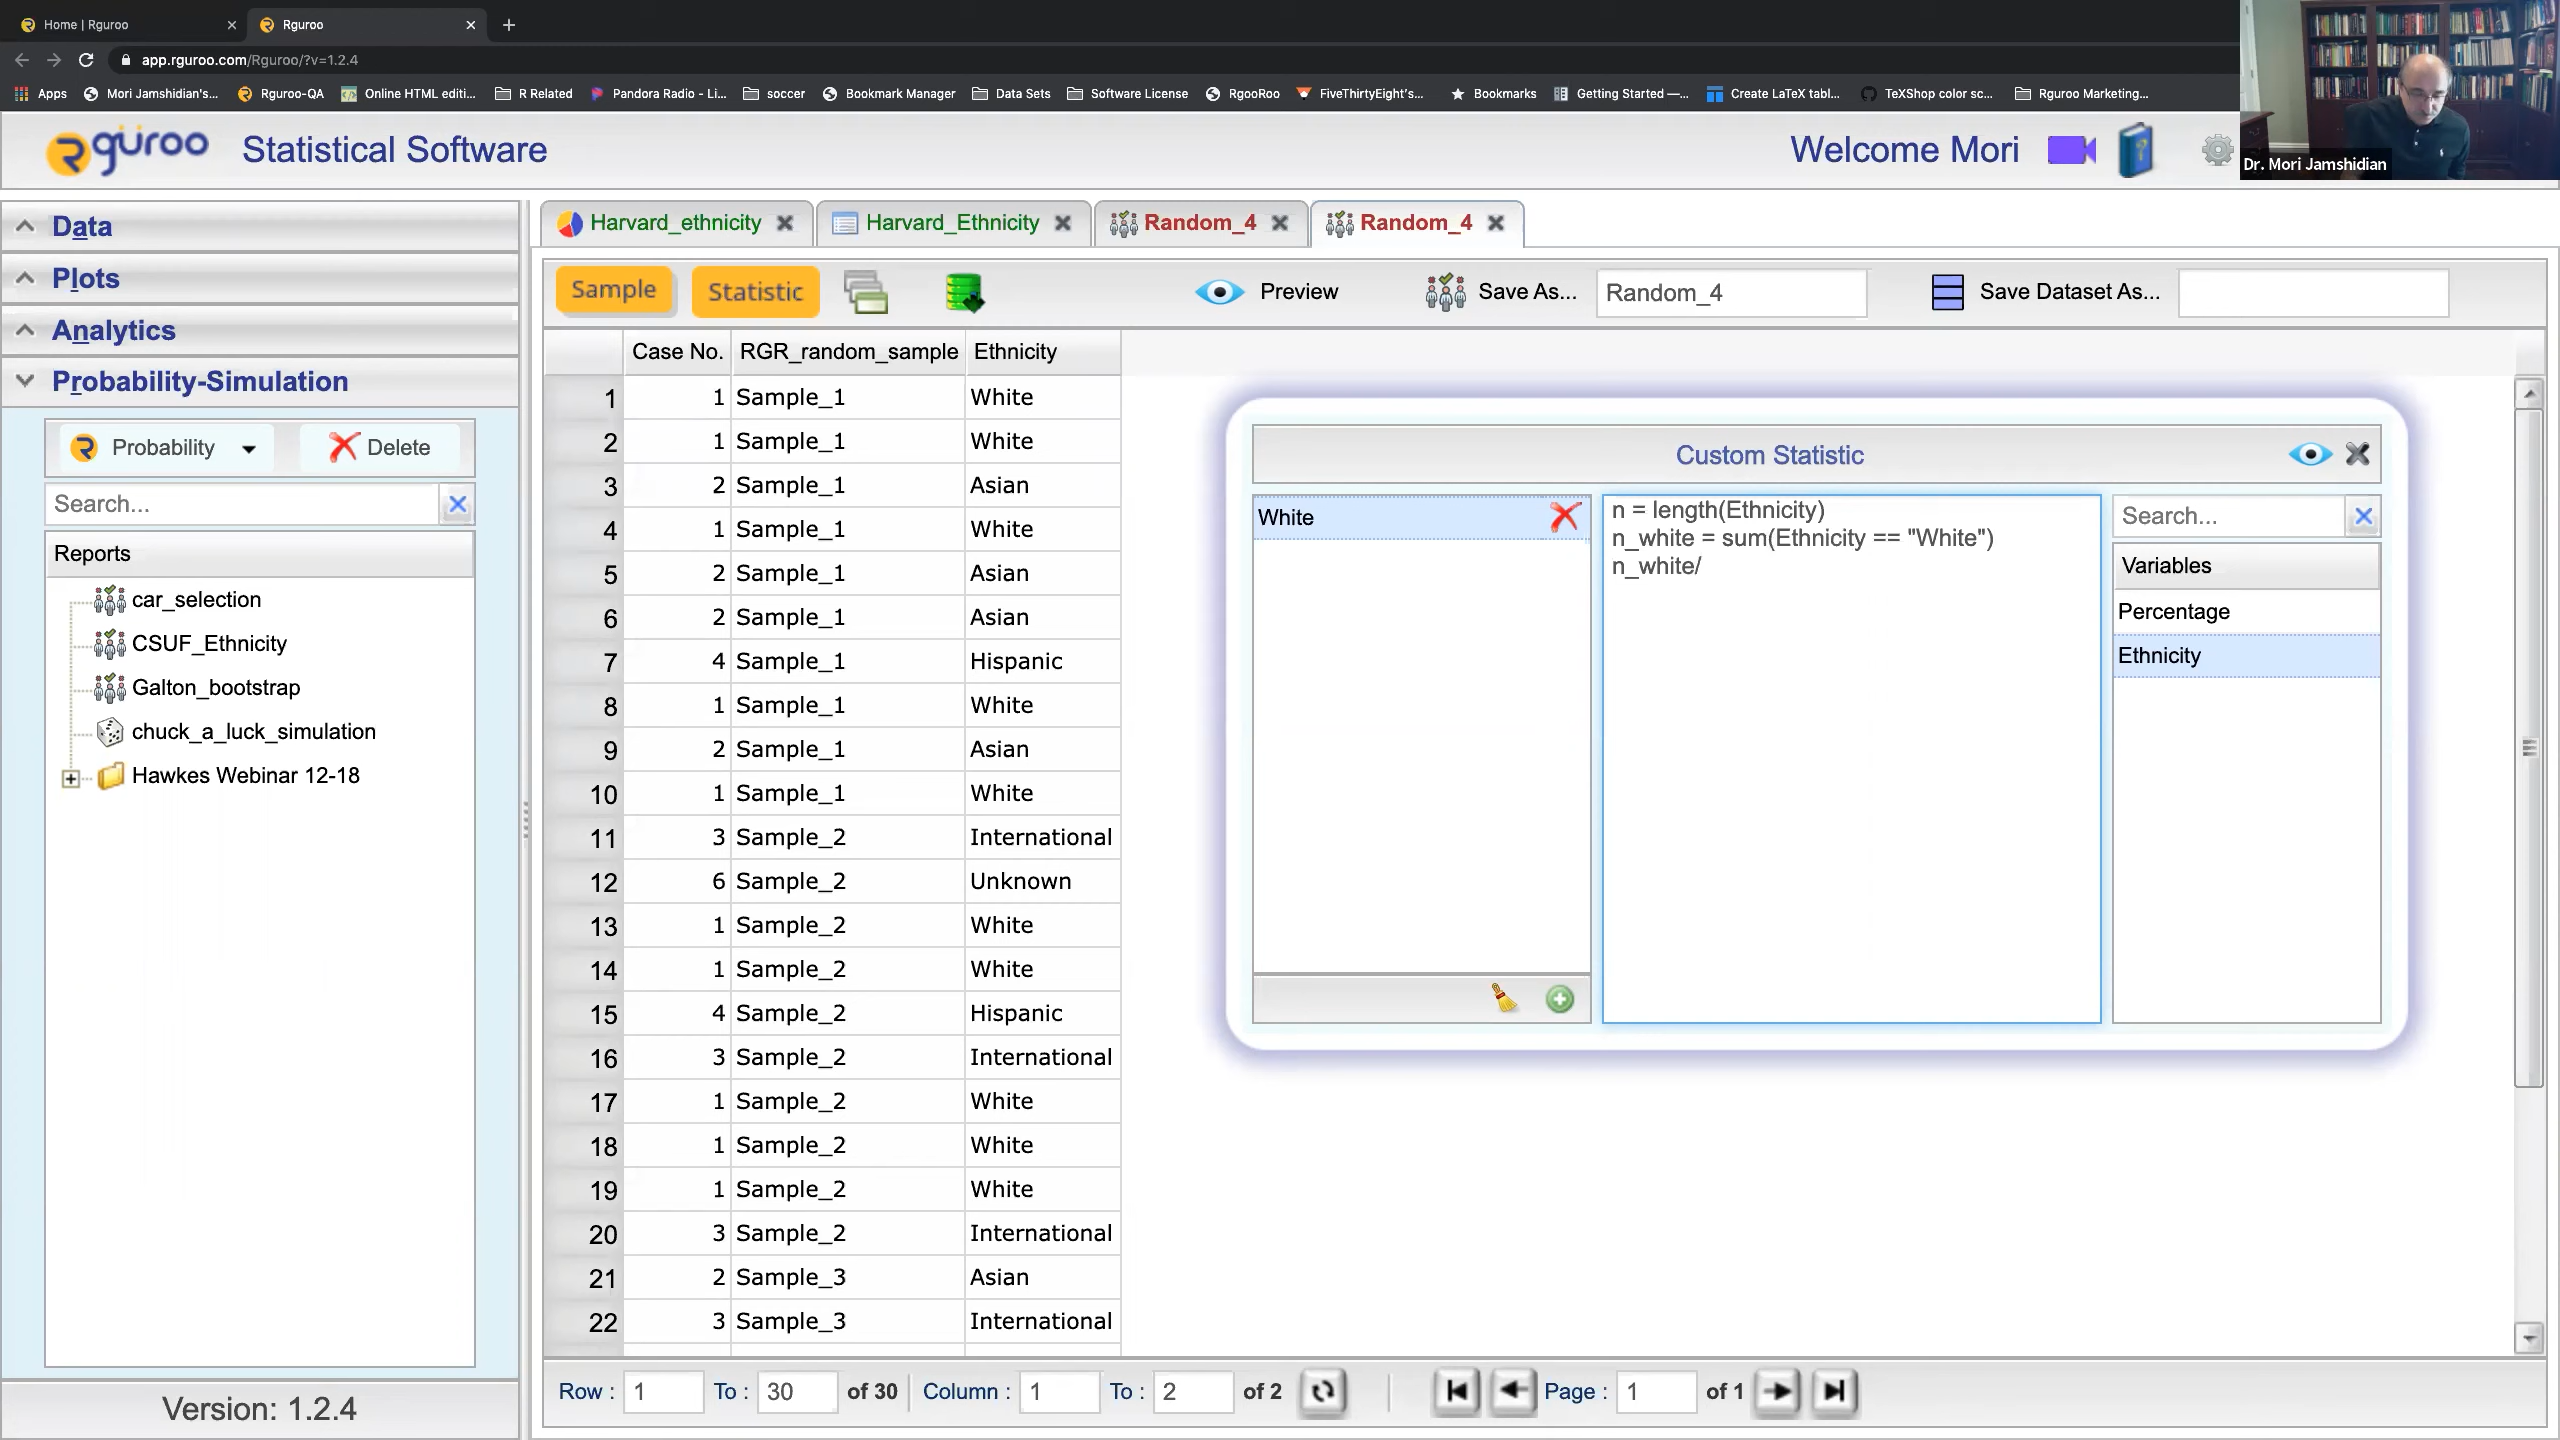 Home | Rguroo
Rguroo
app.rguroo.com/Rguroo/?v=1.2.4
Apps
Mori Jamshidian's...
Rguroo-QA
Online HTML editi...
R Related
Pandora Radio - Li...
soccer
Bookmark Manager
Data Sets
Software License
RgooRoo
FiveThirtyEight's...
Bookmarks
Getting Started —...
Create LaTeX tabl...
TeXShop color sc...
Rguroo Marketing...
Rguroo
Statistical Software
Welcome Mori
Dr. Mori Jamshidian
Data
Plots
Analytics
Probability-Simulation
Probability
Delete
Search...
Reports
car_selection
CSUF_Ethnicity
Galton_bootstrap
chuck_a_luck_simulation
Hawkes Webinar 12-18
Version: 1.2.4
Harvard_ethnicity
Harvard_Ethnicity
Random_4
Random_4
Sample
Statistic
Preview
Save As...
Random_4
Save Dataset As...
Case No. RGR_random_sample Ethnicity
1 1 Sample_1 White
2 1 Sample_1 White
3 2 Sample_1 Asian
4 1 Sample_1 White
5 2 Sample_1 Asian
6 2 Sample_1 Asian
7 4 Sample_1 Hispanic
8 1 Sample_1 White
9 2 Sample_1 Asian
10 1 Sample_1 White
11 3 Sample_2 International
12 6 Sample_2 Unknown
13 1 Sample_2 White
14 1 Sample_2 White
15 4 Sample_2 Hispanic
16 3 Sample_2 International
17 1 Sample_2 White
18 1 Sample_2 White
19 1 Sample_2 White
20 3 Sample_2 International
21 2 Sample_3 Asian
22 3 Sample_3 International
Custom Statistic
White
n = length(Ethnicity)
n_white = sum(Ethnicity == "White")
n_white/
Search...
Variables
Percentage
Ethnicity
Row : 1 To : 30 of 30 Column : 1 To : 2 of 2 Page : 1 of 1